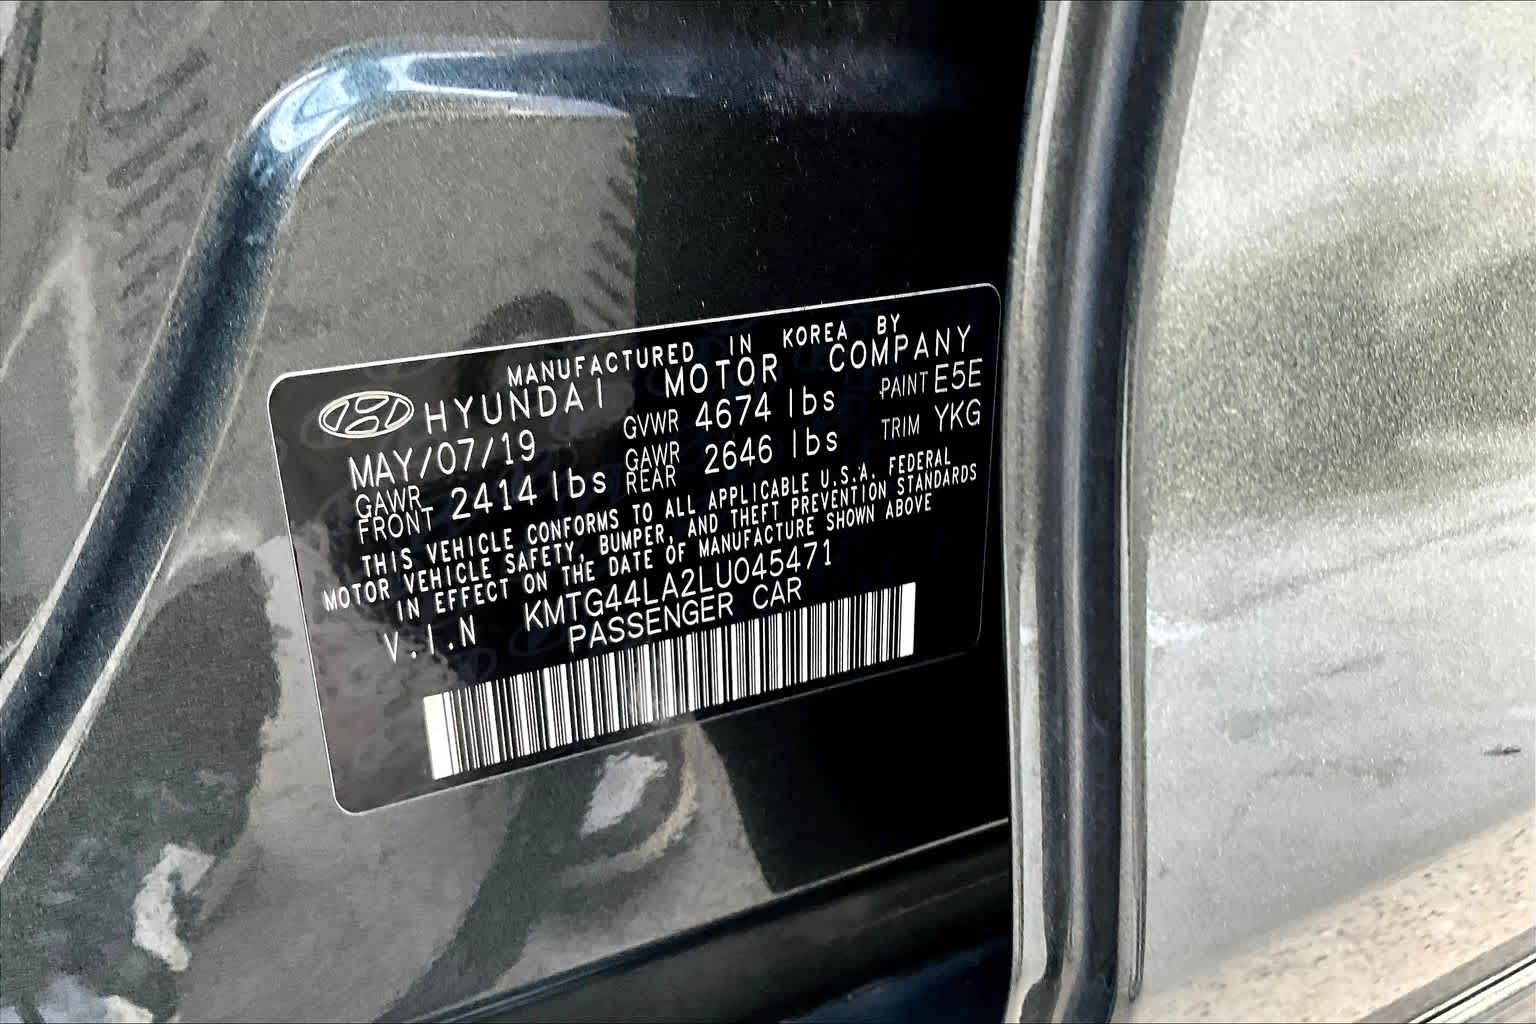 MANUFACTURED IN KOREA BY
HYUNDAI MOTOR COMPANY
MAY/07/19 GVWR 4674 lbs PAINT E5E
GAWR FRONT 2414 lbs GAWR REAR 2646 lbs TRIM YKG
THIS VEHICLE CONFORMS TO ALL APPLICABLE U.S.A. FEDERAL
MOTOR VEHICLE SAFETY, BUMPER, AND THEFT PREVENTION STANDARDS
IN EFFECT ON THE DATE OF MANUFACTURE SHOWN ABOVE
V.I.N KMTG44LA2LU045471
PASSENGER CAR